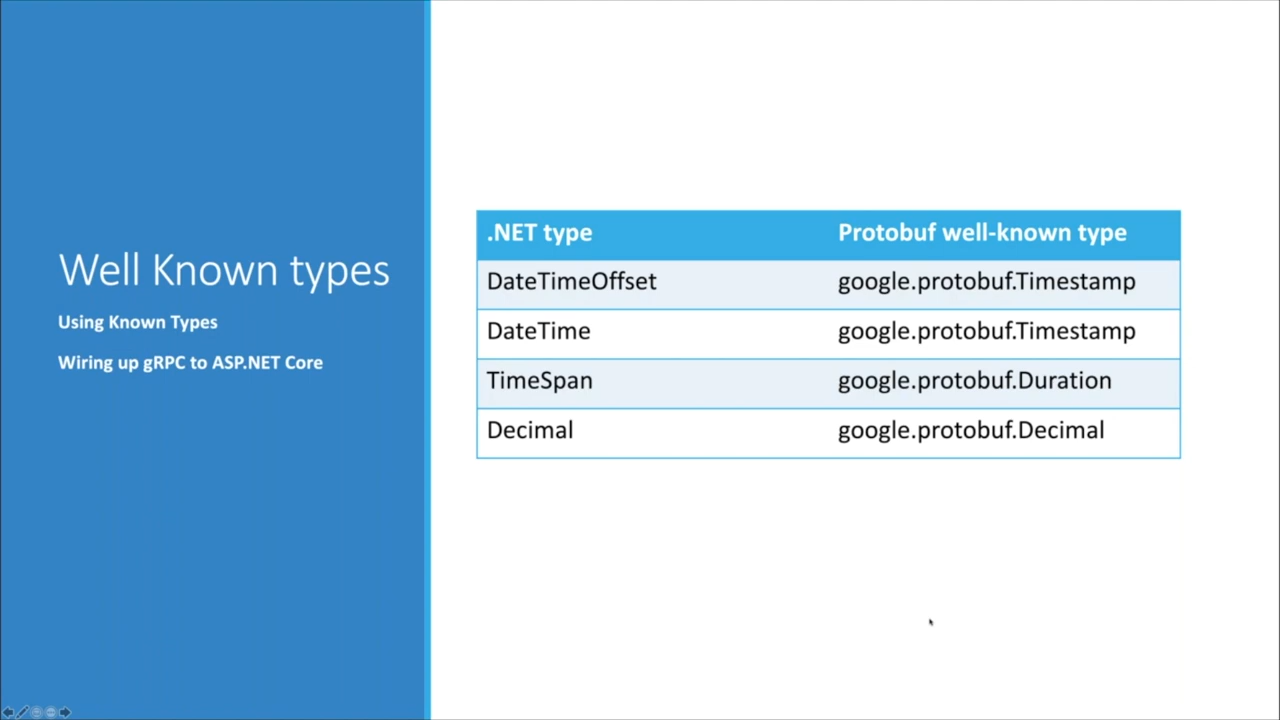 Well Known types
Using Known Types
Wiring up gRPC to ASP.NET Core
.NET type Protobuf well-known type
DateTimeOffset google.protobuf.Timestamp
DateTime google.protobuf.Timestamp
TimeSpan google.protobuf.Duration
Decimal google.protobuf.Decimal